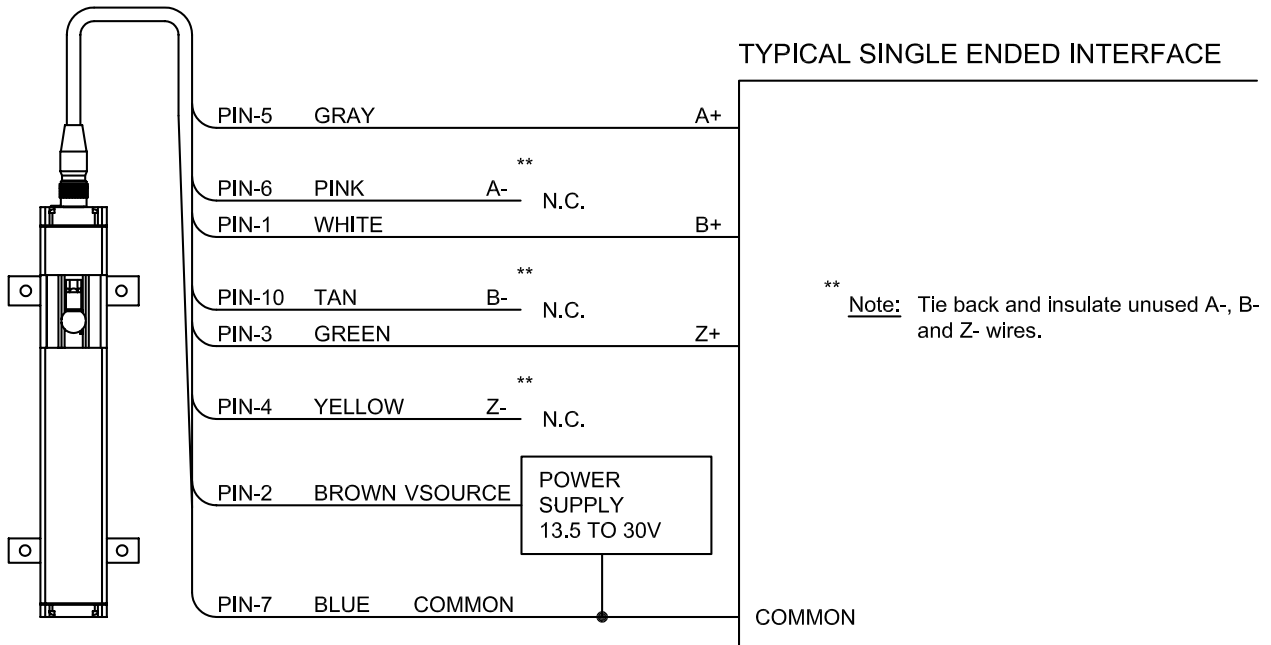 TYPICAL SINGLE ENDED INTERFACE
PIN-5 GRAY A+
**
PIN-6 PINK A- N.C.
PIN-1 WHITE B+
**
PIN-10 TAN B- N.C.
PIN-3 GREEN Z+
**
Note: Tie back and insulate unused A-, B-
and Z- wires.
**
PIN-4 YELLOW Z- N.C.
PIN-2 BROWN VSOURCE
POWER
SUPPLY
13.5 TO 30V
PIN-7 BLUE COMMON
COMMON